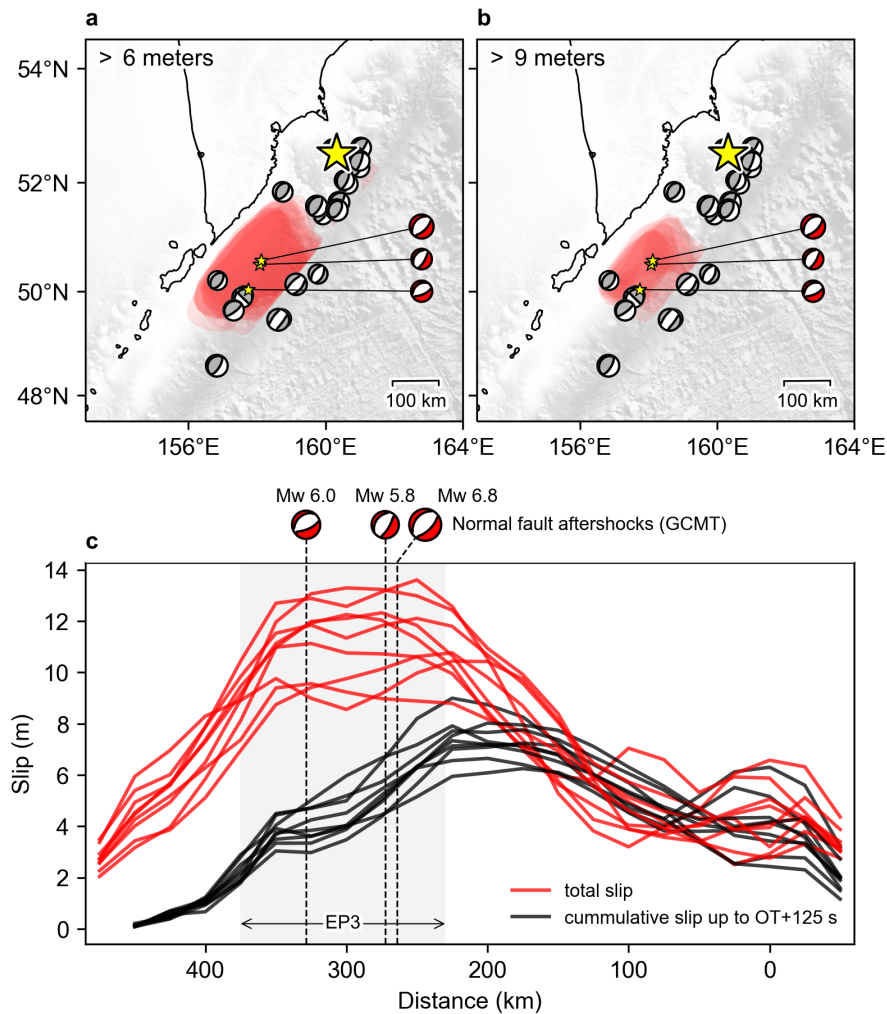 a
b
> 6 meters
> 9 meters
54°N
52°N
50°N
48°N
100 km
100 km
156°E
160°E
164°E
156°E
160°E
164°E
Mw 6.0
Mw 5.8
Mw 6.8
Normal fault aftershocks (GCMT)
c
14
12
10
8
6
4
2
0
Slip (m)
total slip
cummulative slip up to OT+125 s
EP3
400
300
200
100
0
Distance (km)